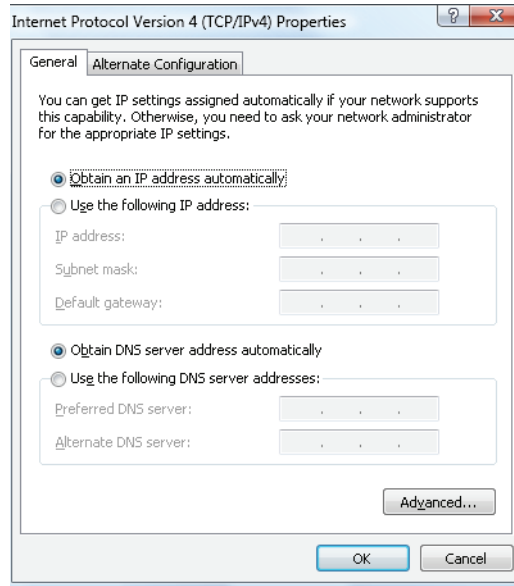 Internet Protocol Version 4 (TCP/IPv4) Properties
?
X
General
Alternate Configuration
You can get IP settings assigned automatically if your network supports
this capability. Otherwise, you need to ask your network administrator
for the appropriate IP settings.
Obtain an IP address automatically
Use the following IP address:
IP address:
. . .
Subnet mask:
. . .
Default gateway:
. . .
Obtain DNS server address automatically
Use the following DNS server addresses:
Preferred DNS server:
. . .
Alternate DNS server:
. . .
Advanced...
OK
Cancel